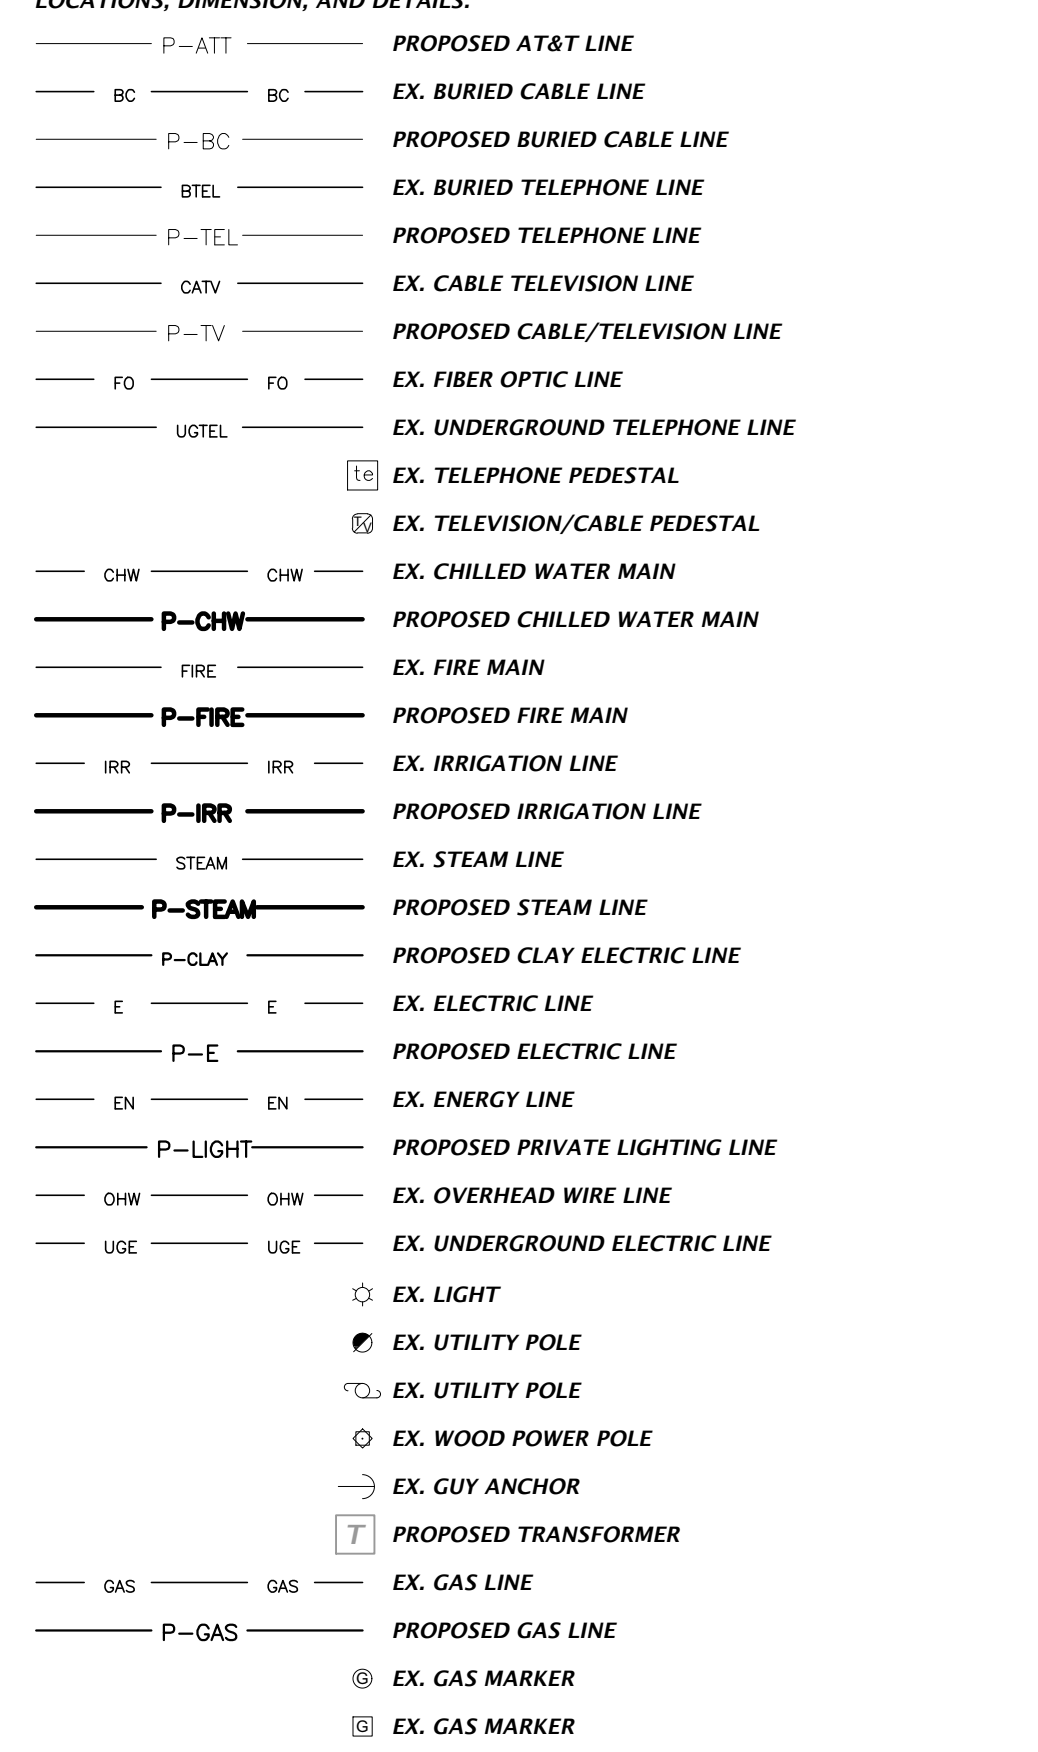 LOCATIONS, DIMENSION, AND DETAILS.
P-ATT PROPOSED AT&T LINE
BC BC EX. BURIED CABLE LINE
P-BC PROPOSED BURIED CABLE LINE
BTEL EX. BURIED TELEPHONE LINE
P-TEL PROPOSED TELEPHONE LINE
CATV EX. CABLE TELEVISION LINE
P-TV PROPOSED CABLE/TELEVISION LINE
FO FO EX. FIBER OPTIC LINE
UGTEL EX. UNDERGROUND TELEPHONE LINE
te EX. TELEPHONE PEDESTAL
TV EX. TELEVISION/CABLE PEDESTAL
CHW CHW EX. CHILLED WATER MAIN
P-CHW PROPOSED CHILLED WATER MAIN
FIRE EX. FIRE MAIN
P-FIRE PROPOSED FIRE MAIN
IRR IRR EX. IRRIGATION LINE
P-IRR PROPOSED IRRIGATION LINE
STEAM EX. STEAM LINE
P-STEAM PROPOSED STEAM LINE
P-CLAY PROPOSED CLAY ELECTRIC LINE
E E EX. ELECTRIC LINE
P-E PROPOSED ELECTRIC LINE
EN EN EX. ENERGY LINE
P-LIGHT PROPOSED PRIVATE LIGHTING LINE
OHW OHW EX. OVERHEAD WIRE LINE
UGE UGE EX. UNDERGROUND ELECTRIC LINE
EX. LIGHT
EX. UTILITY POLE
EX. UTILITY POLE
EX. WOOD POWER POLE
EX. GUY ANCHOR
T PROPOSED TRANSFORMER
GAS GAS EX. GAS LINE
P-GAS PROPOSED GAS LINE
G EX. GAS MARKER
G EX. GAS MARKER